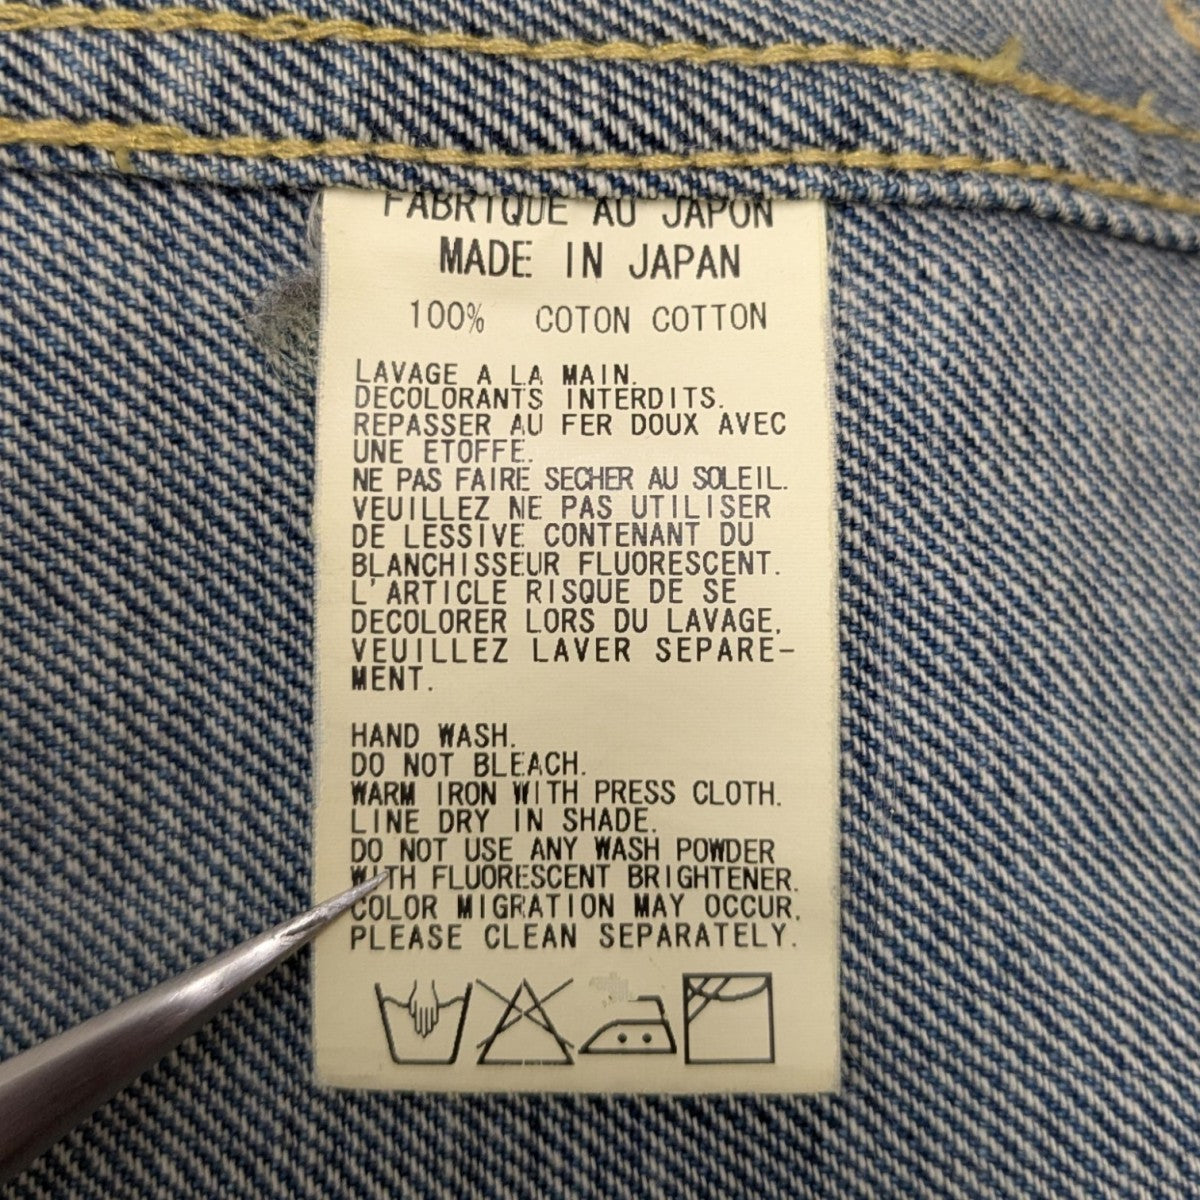 FABRIQUE AU JAPON
MADE IN JAPAN
100% COTON COTTON
LAVAGE A LA MAIN.
DECOLORANTS INTERDITS.
REPASSER AU FER DOUX AVEC
UNE ETOFFE.
NE PAS FAIRE SECHER AU SOLEIL.
VEUILLEZ NE PAS UTILISER
DE LESSIVE CONTENANT DU
BLANCHISSEUR FLUORESCENT.
L'ARTICLE RISQUE DE SE
DECOLORER LORS DU LAVAGE.
VEUILLEZ LAVER SEPARE-
MENT.
HAND WASH.
DO NOT BLEACH.
WARM IRON WITH PRESS CLOTH.
LINE DRY IN SHADE.
DO NOT USE ANY WASH POWDER
WITH FLUORESCENT BRIGHTENER.
COLOR MIGRATION MAY OCCUR.
PLEASE CLEAN SEPARATELY.